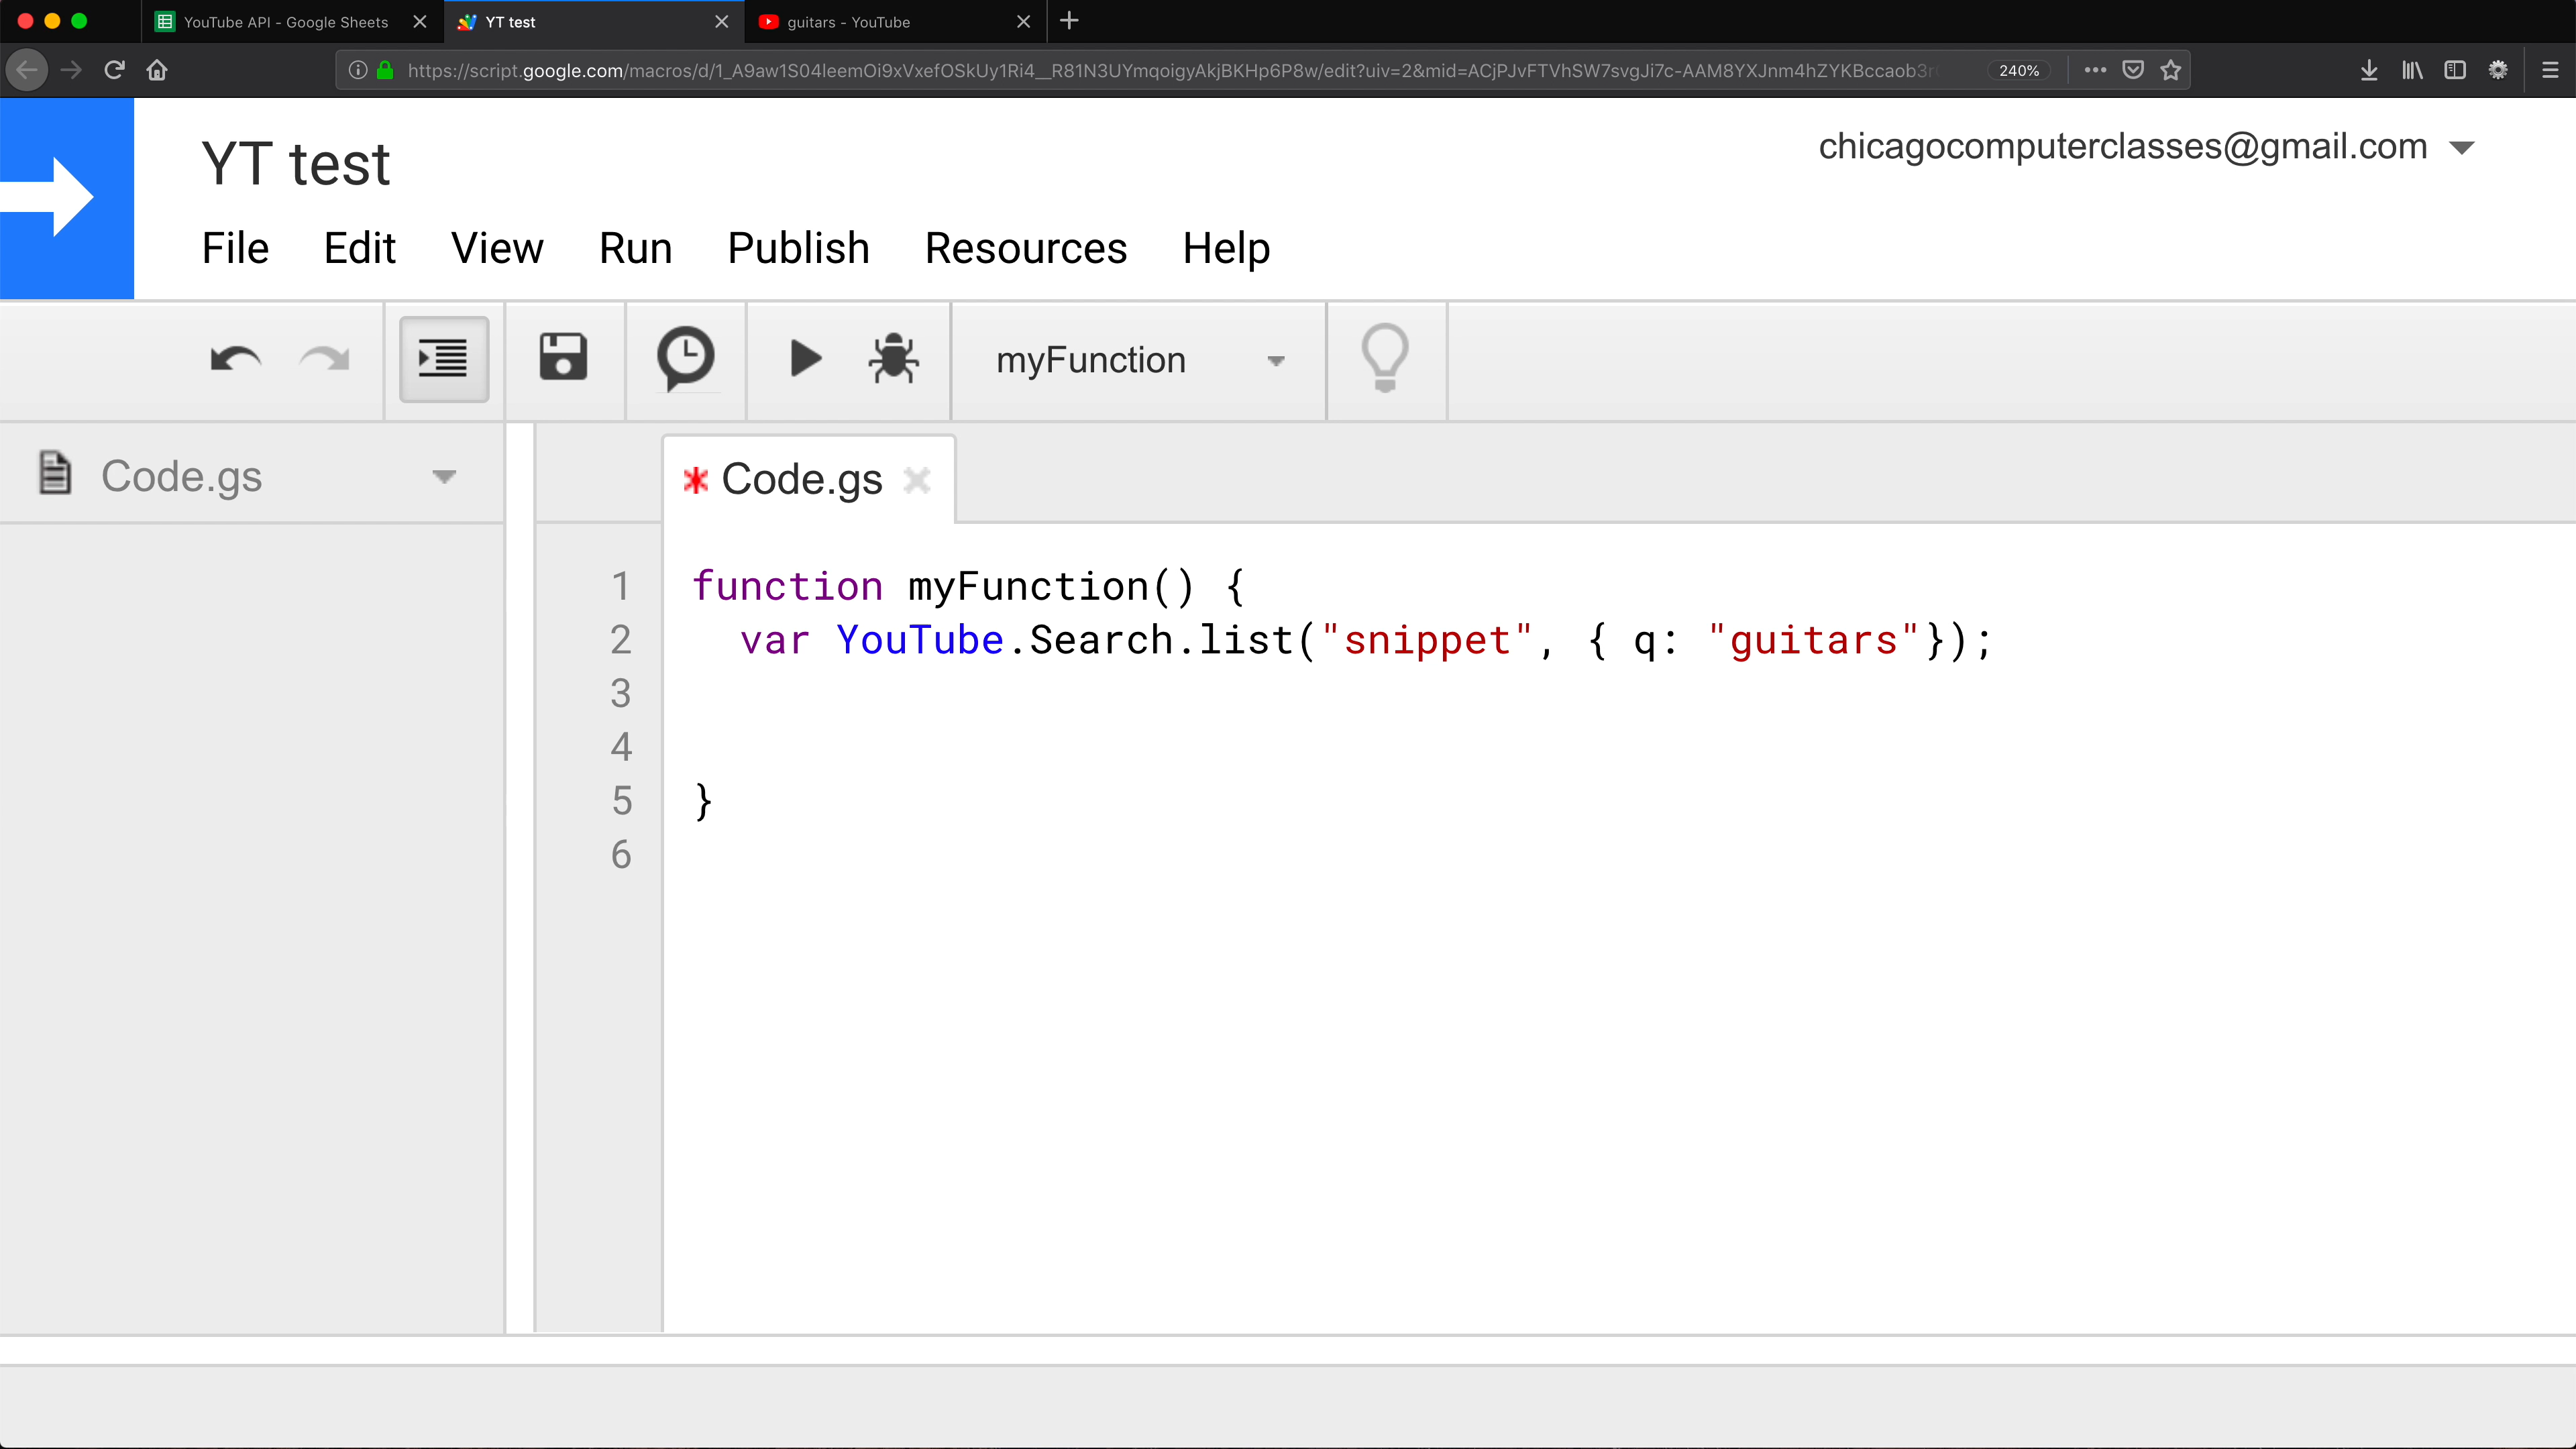 YouTube API - Google Sheets
YT test
guitars - YouTube
https://script.google.com/macros/d/1_A9aw1S04leemOi9xVxefOSkUy1Ri4__R81N3UYmqoigyAkjBKHp6P8w/edit?uiv=2&mid=ACjPJvFTVhSW7svgJi7c-AAM8YXJnm4hZYKBccaob3r
240%
YT test
chicagocomputerclasses@gmail.com
File Edit View Run Publish Resources Help
myFunction
Code.gs
Code.gs
1 function myFunction() {
2 var YouTube.Search.list("snippet", { q: "guitars"});
3
4
5 }
6